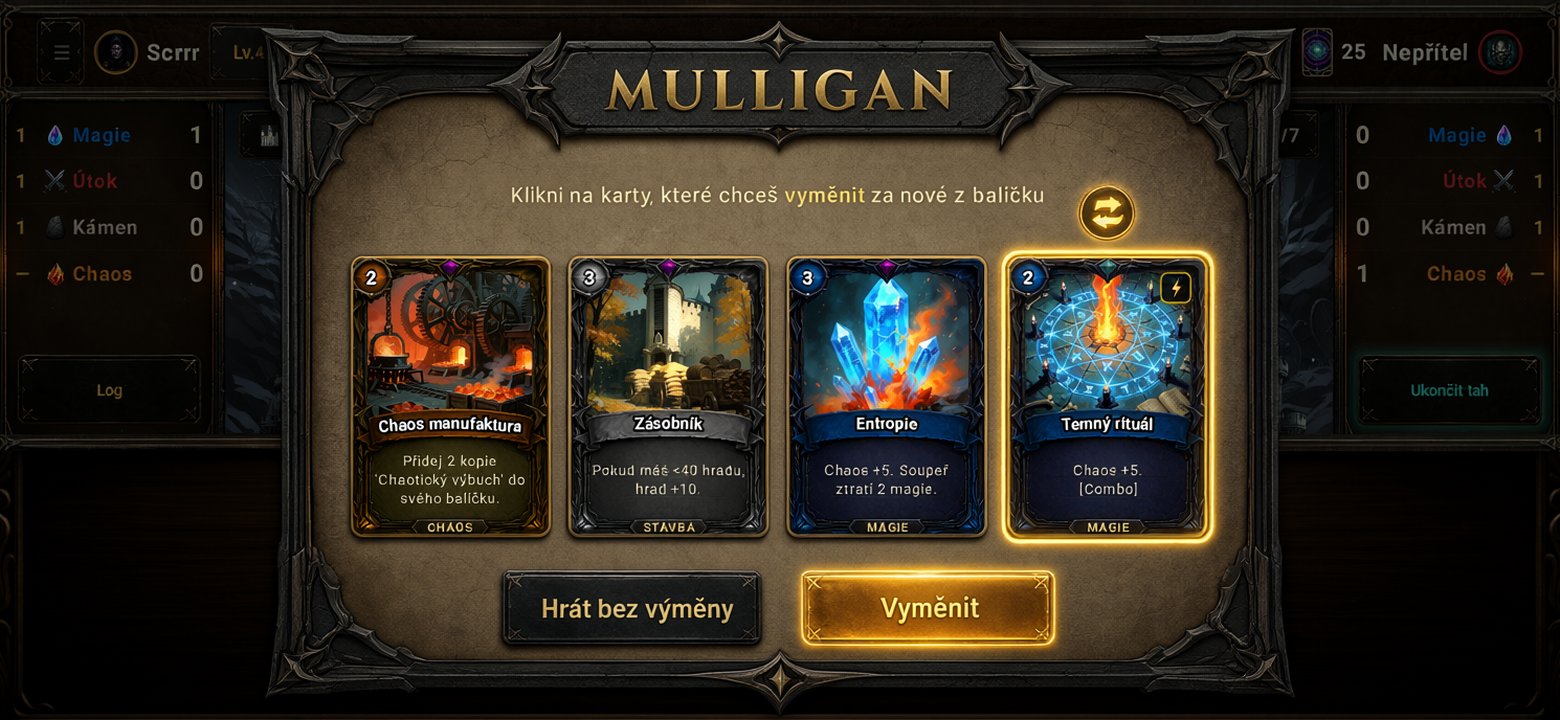 MULLIGAN
Scrrr
Lv.4
25 Nepřítel
1 Magie 1
1 Útok 0
1 Kámen 0
– Chaos 0
Log
/7
0 Magie 1
0 Útok 1
0 Kámen 1
1 Chaos –
Ukončit tah
Klikni na karty, které chceš vyměnit za nové z balíčku
2
Chaos manufaktura
Přidej 2 kopie
'Chaotický výbuch' do
svého balíčku.
CHAOS
3
Zásobník
Pokud máš <40 hradu,
hrad +10.
STAVBA
3
Entropie
Chaos +5. Soupeř
ztratí 2 magie.
MAGIE
2
Temný rituál
Chaos +5.
[Combo]
MAGIE
Hrát bez výměny
Vyměnit